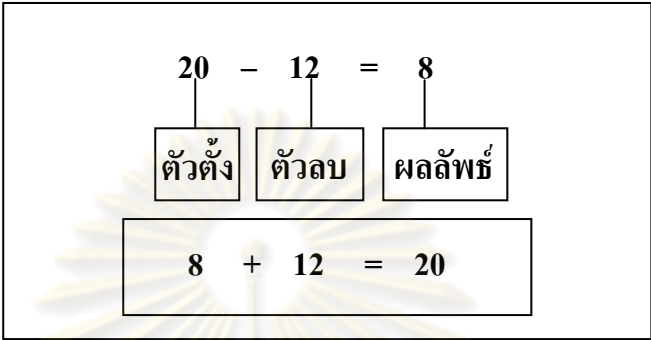 20 – 12 = 8
ตัวตั้ง ตัวลบ ผลลัพธ์
8 + 12 = 20